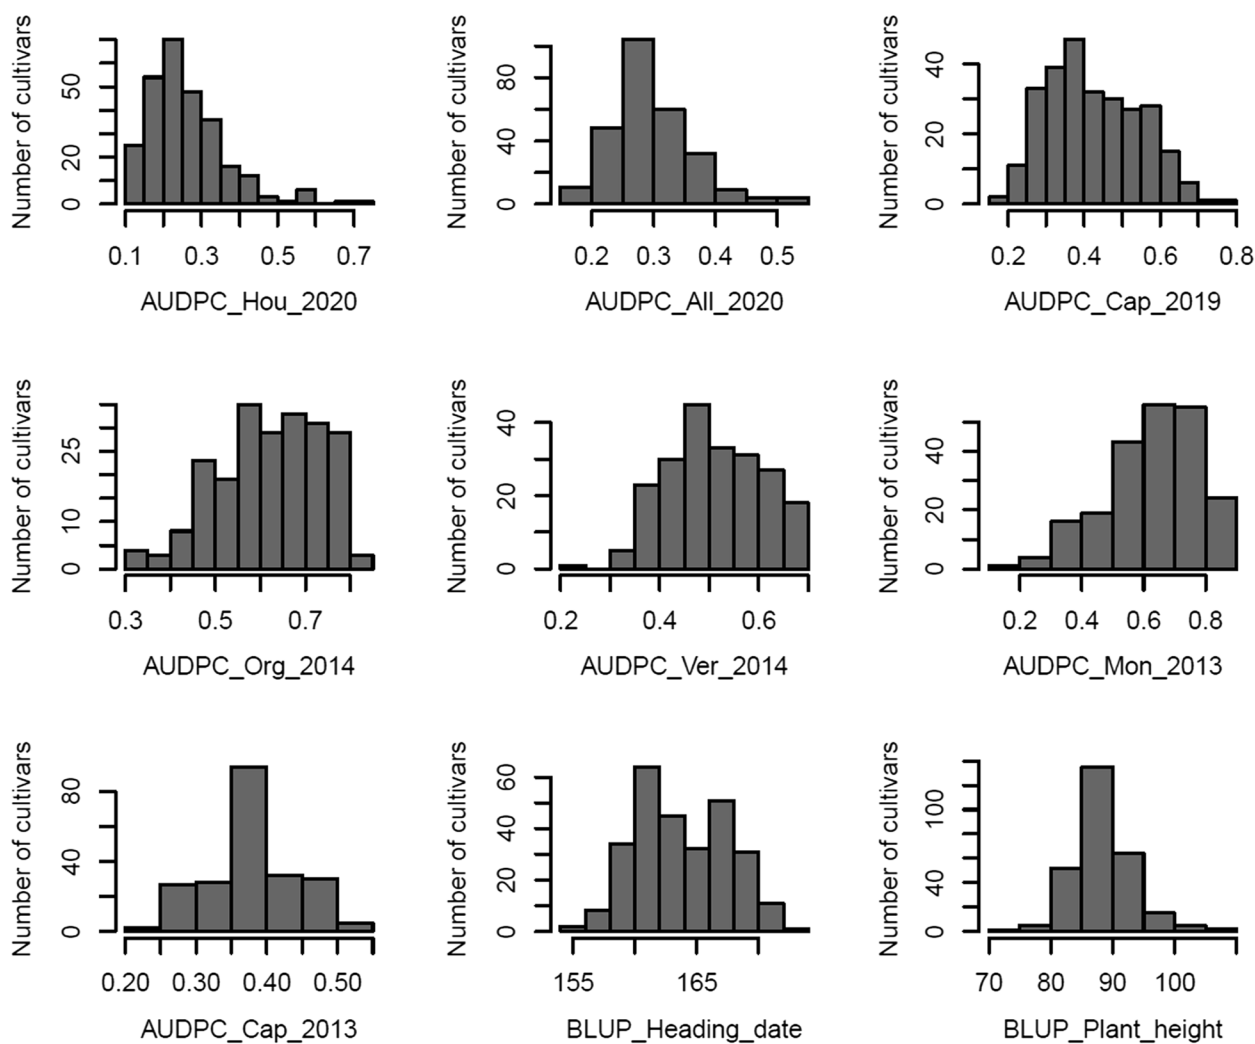 Number of cultivars
0
20
50
0.1 0.3 0.5 0.7
AUDPC_Hou_2020
Number of cultivars
0
40
80
0.2 0.3 0.4 0.5
AUDPC_All_2020
Number of cultivars
0
20
40
0.2 0.4 0.6 0.8
AUDPC_Cap_2019
Number of cultivars
0
10
25
0.3 0.5 0.7
AUDPC_Org_2014
Number of cultivars
0
20
40
0.2 0.4 0.6
AUDPC_Ver_2014
Number of cultivars
0
20
40
0.2 0.4 0.6 0.8
AUDPC_Mon_2013
Number of cultivars
0
40
80
0.20 0.30 0.40 0.50
AUDPC_Cap_2013
Number of cultivars
0
20
40
60
155 165
BLUP_Heading_date
Number of cultivars
0
40
100
70 80 90 100
BLUP_Plant_height